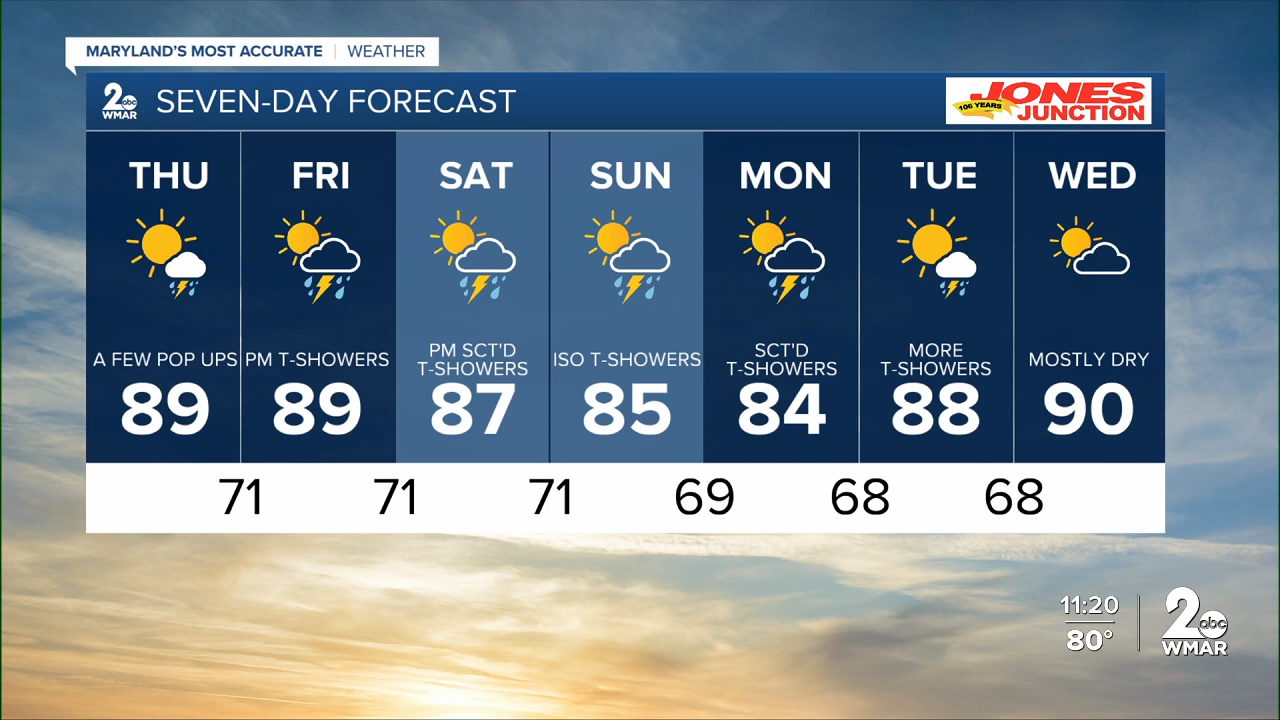 MARYLAND'S MOST ACCURATE | WEATHER
2 abc
WMAR
SEVEN-DAY FORECAST
JONES
106 YEARS
JUNCTION
THU FRI SAT SUN MON TUE WED
A FEW POP UPS PM T-SHOWERS PM SCT'D T-SHOWERS ISO T-SHOWERS SCT'D T-SHOWERS MORE T-SHOWERS MOSTLY DRY
89 89 87 85 84 88 90
71 71 71 69 68 68
11:20
80°
2 abc
WMAR